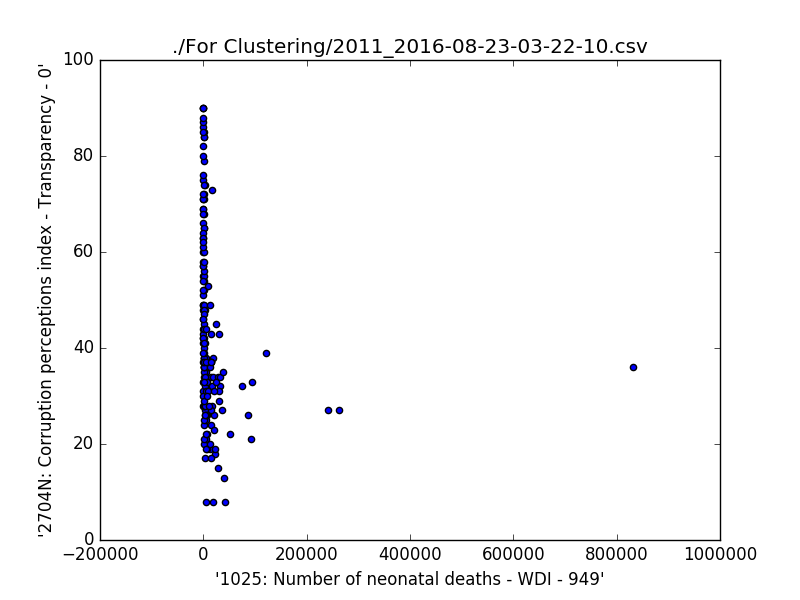 ./For Clustering/2011_2016-08-23-03-22-10.csv
100
80
60
40
20
0
'2704N: Corruption perceptions index - Transparency - 0'
−200000 0 200000 400000 600000 800000 1000000
'1025: Number of neonatal deaths - WDI - 949'